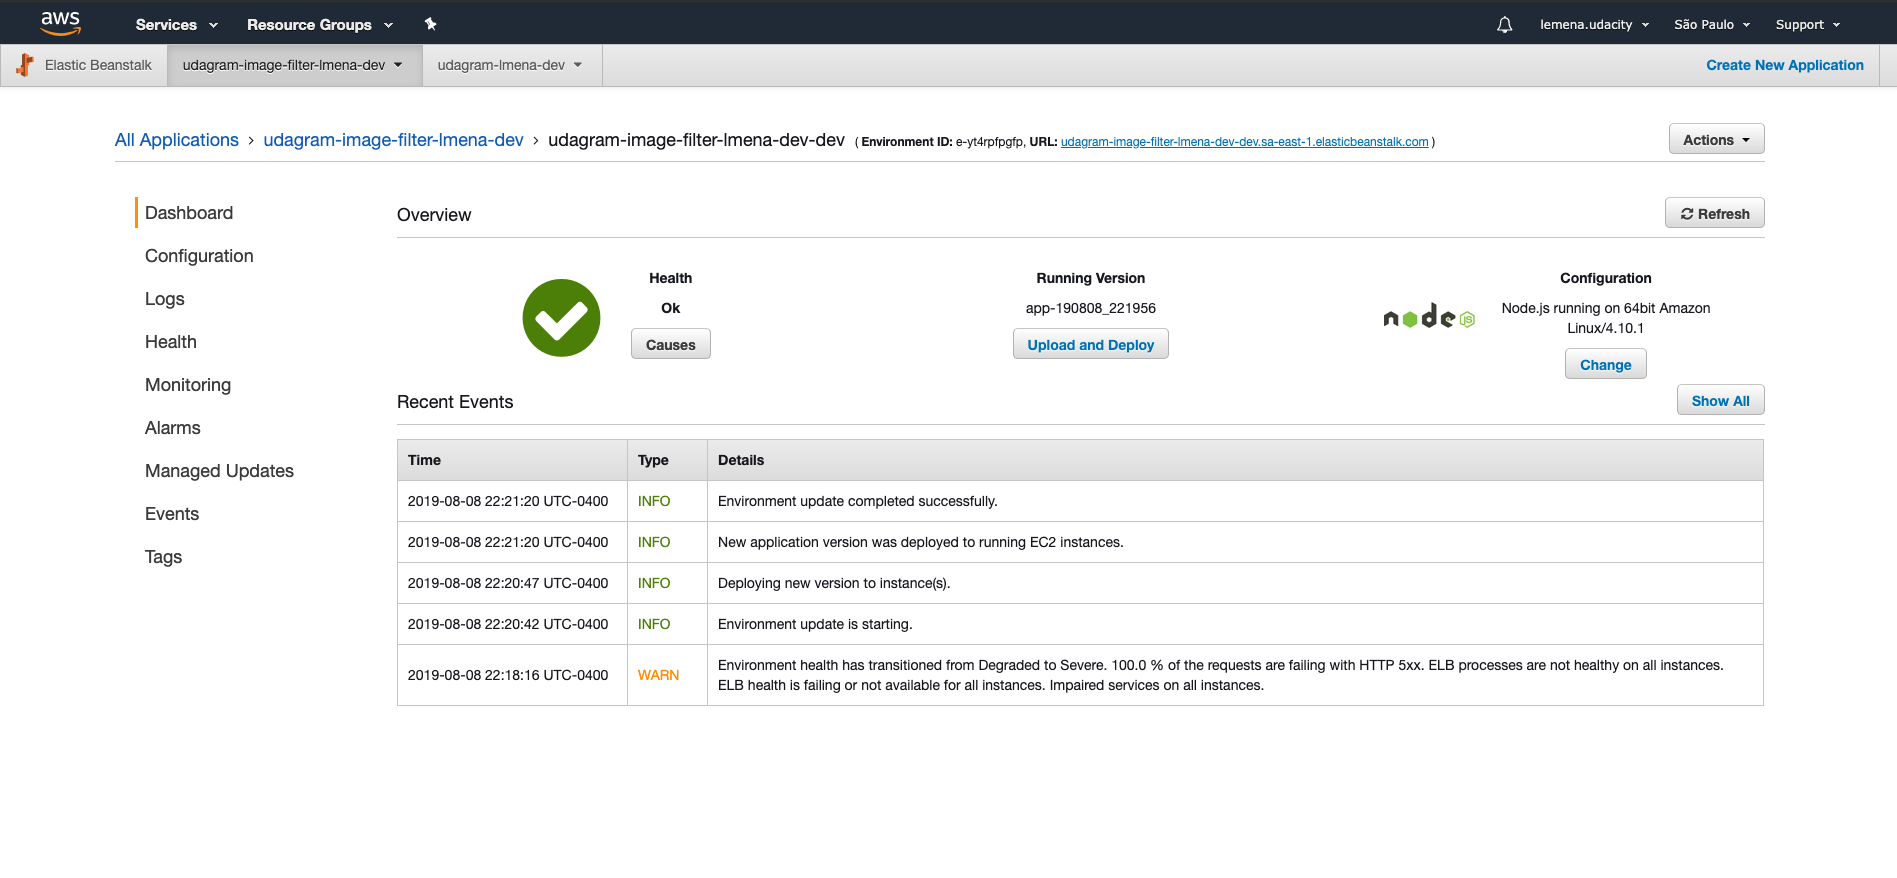 aws Services Resource Groups lemena.udacity São Paulo Support
Elastic Beanstalk udagram-image-filter-lmena-dev udagram-lmena-dev Create New Application
All Applications › udagram-image-filter-lmena-dev › udagram-image-filter-lmena-dev-dev ( Environment ID: e-yt4rpfpgfp, URL: udagram-image-filter-lmena-dev-dev.sa-east-1.elasticbeanstalk.com ) Actions
Dashboard
Configuration
Logs
Health
Monitoring
Alarms
Managed Updates
Events
Tags
Overview Refresh
Health
Ok
Causes
Running Version
app-190808_221956
Upload and Deploy
node JS
Configuration
Node.js running on 64bit Amazon
Linux/4.10.1
Change
Recent Events Show All
Time Type Details
2019-08-08 22:21:20 UTC-0400 INFO Environment update completed successfully.
2019-08-08 22:21:20 UTC-0400 INFO New application version was deployed to running EC2 instances.
2019-08-08 22:20:47 UTC-0400 INFO Deploying new version to instance(s).
2019-08-08 22:20:42 UTC-0400 INFO Environment update is starting.
2019-08-08 22:18:16 UTC-0400 WARN Environment health has transitioned from Degraded to Severe. 100.0 % of the requests are failing with HTTP 5xx. ELB processes are not healthy on all instances.
ELB health is failing or not available for all instances. Impaired services on all instances.